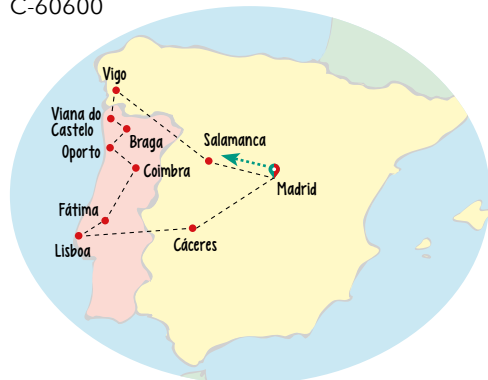 C-60600
Vigo
Viana do
Castelo
Braga
Oporto
Salamanca
Coimbra
Madrid
Fátima
Lisboa
Cáceres